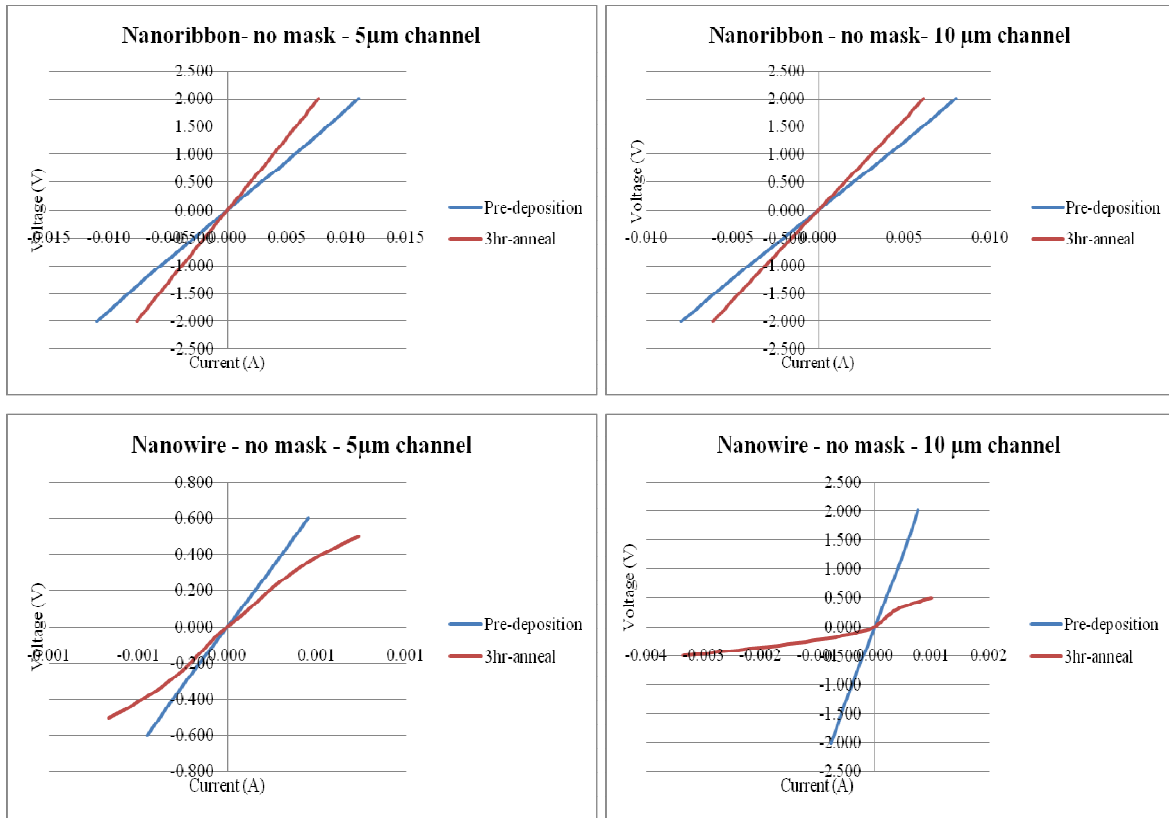 Nanoribbon- no mask - 5µm channel
2.500
2.000
1.500
1.000
0.500
0.000
-0.015 -0.010 -0.005 0.000 0.005 0.010 0.015
-0.500
-1.000
-1.500
-2.000
-2.500
Voltage (V)
Current (A)
Pre-deposition
3hr-anneal
Nanoribbon - no mask- 10 µm channel
2.500
2.000
1.500
1.000
0.500
0.000
-0.010 -0.005 0.000 0.005 0.010
-0.500
-1.000
-1.500
-2.000
-2.500
Voltage (V)
Current (A)
Pre-deposition
3hr-anneal
Nanowire - no mask - 5µm channel
0.800
0.600
0.400
0.200
0.000
-0.001 -0.001 0.000 0.001 0.001
-0.200
-0.400
-0.600
-0.800
Voltage (V)
Current (A)
Pre-deposition
3hr-anneal
Nanowire - no mask - 10 µm channel
2.500
2.000
1.500
1.000
0.500
0.000
-0.004 -0.003 -0.002 -0.001 0.000 0.001 0.002
-0.500
-1.000
-1.500
-2.000
-2.500
Voltage (V)
Current (A)
Pre-deposition
3hr-anneal